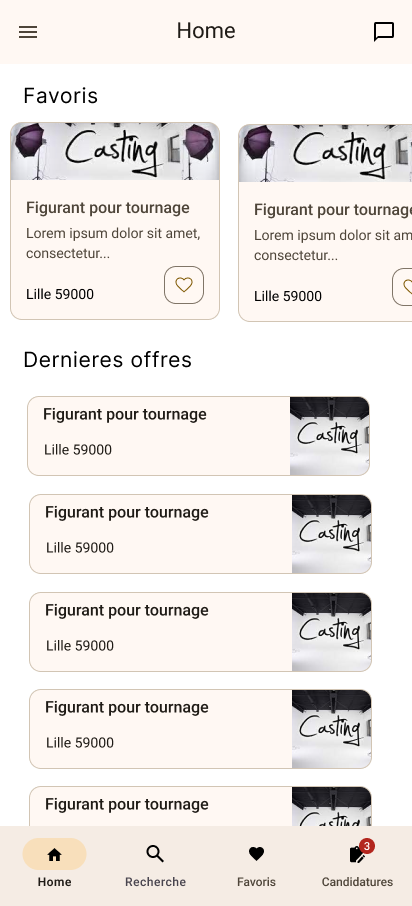 Home
Favoris
Casting
Casting
Figurant pour tournage
Lorem ipsum dolor sit amet,
consectetur...
Lille 59000
Figurant pour tournage
Lorem ipsum dolor sit am
consectetur...
Lille 59000
Dernieres offres
Figurant pour tournage
Lille 59000
Casting
Figurant pour tournage
Lille 59000
Casting
Figurant pour tournage
Lille 59000
Casting
Figurant pour tournage
Lille 59000
Casting
Figurant pour tournage
Casting
3
Home
Recherche
Favoris
Candidatures